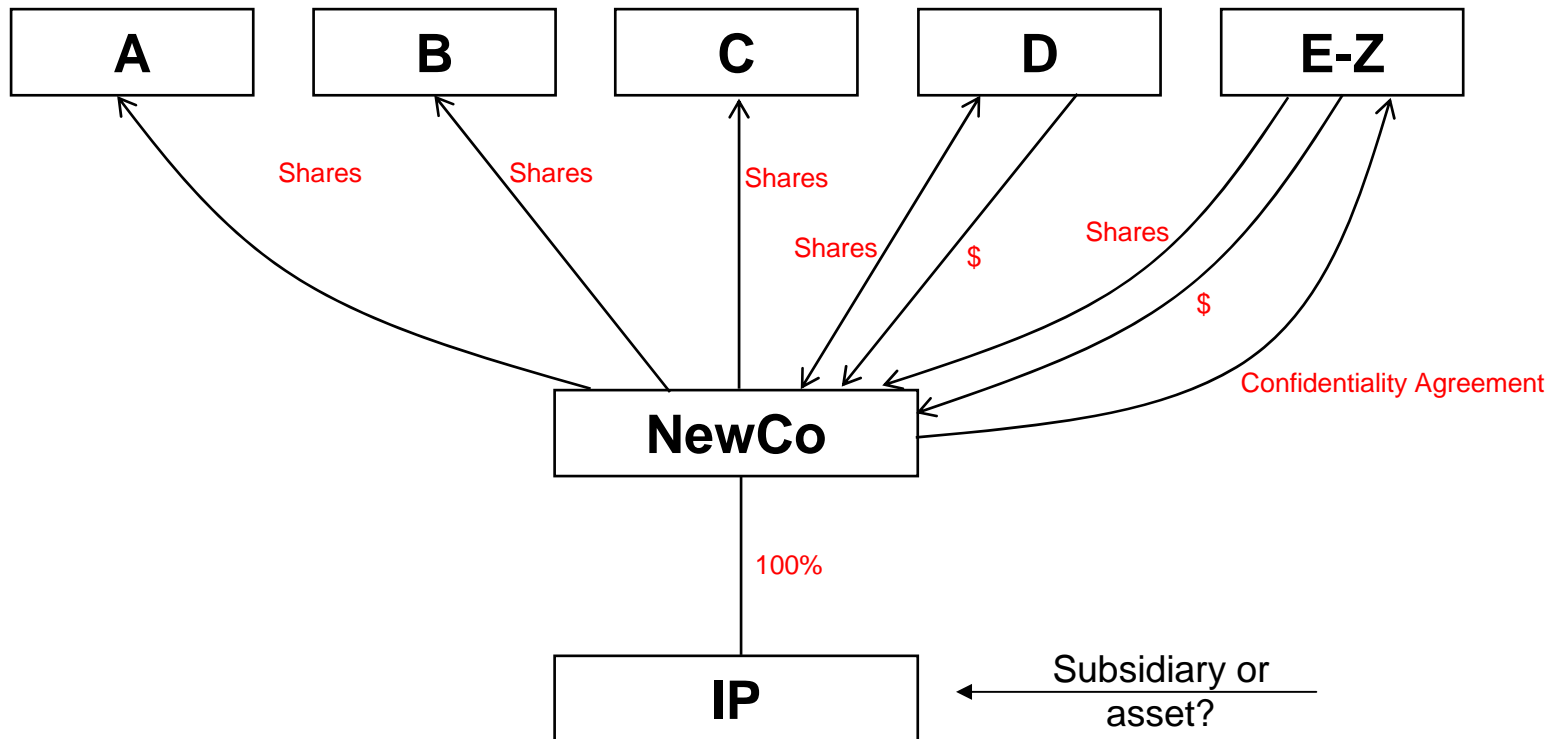 A
B
C
D
E-Z
Shares
Shares
Shares
Shares
$
Shares
$
Confidentiality Agreement
NewCo
100%
IP
Subsidiary or
asset?